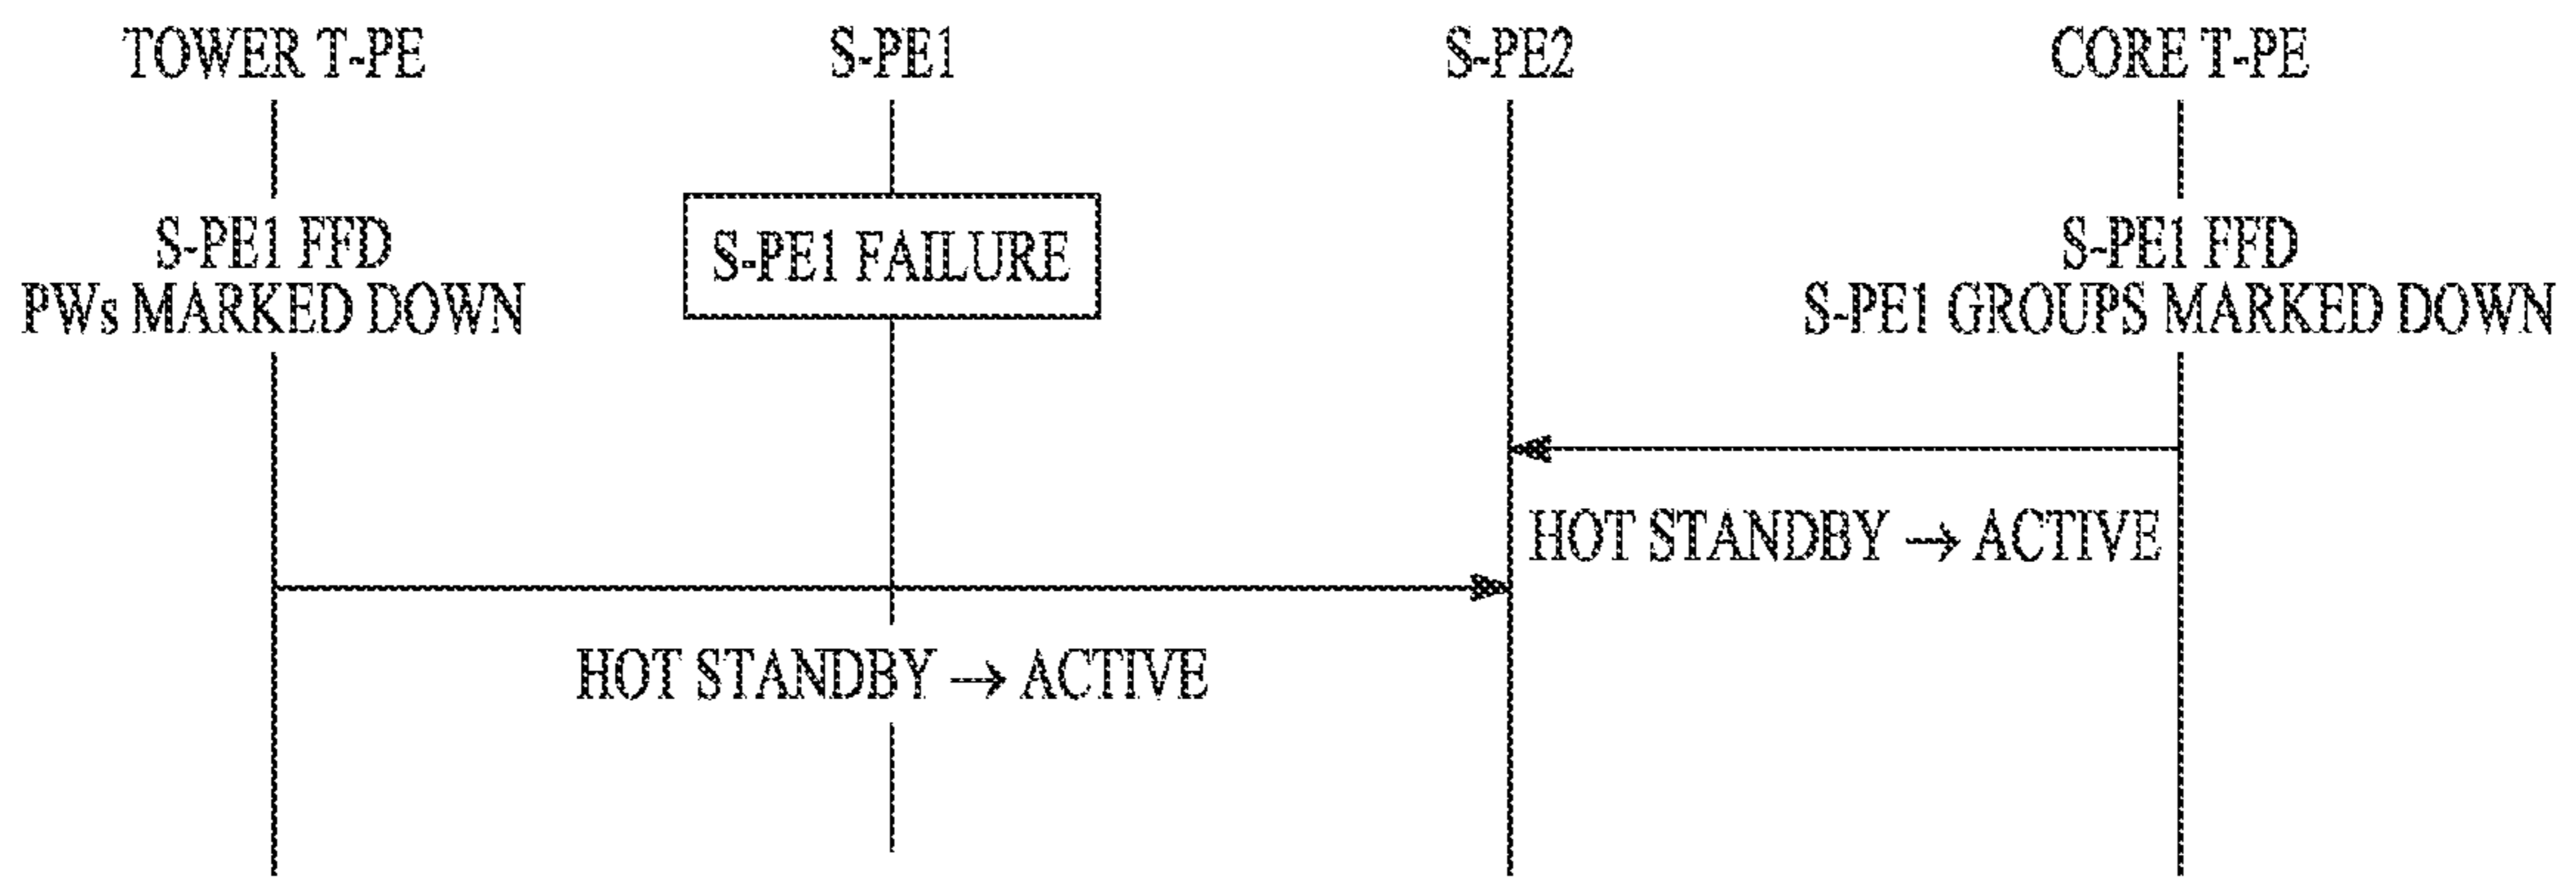 TOWER T-PE
S-PE1
S-PE2
CORE T-PE
S-PE1 FFD
PWs MARKED DOWN
S-PE1 FAILURE
S-PE1 FFD
S-PE1 GROUPS MARKED DOWN
HOT STANDBY → ACTIVE
HOT STANDBY → ACTIVE